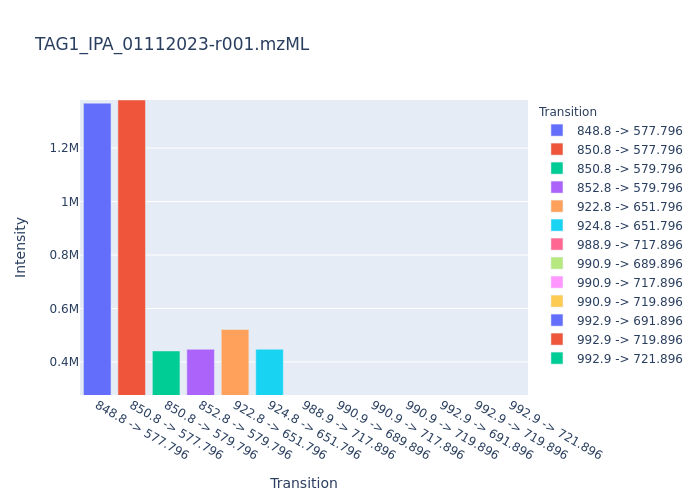 TAG1_IPA_01112023-r001.mzML
Intensity
1.2M
1M
0.8M
0.6M
0.4M
848.8 -> 577.796
850.8 -> 577.796
850.8 -> 579.796
852.8 -> 579.796
922.8 -> 651.796
924.8 -> 651.796
988.9 -> 717.896
990.9 -> 689.896
990.9 -> 717.896
990.9 -> 719.896
992.9 -> 691.896
992.9 -> 719.896
992.9 -> 721.896
Transition
Transition
848.8 -> 577.796
850.8 -> 577.796
850.8 -> 579.796
852.8 -> 579.796
922.8 -> 651.796
924.8 -> 651.796
988.9 -> 717.896
990.9 -> 689.896
990.9 -> 717.896
990.9 -> 719.896
992.9 -> 691.896
992.9 -> 719.896
992.9 -> 721.896